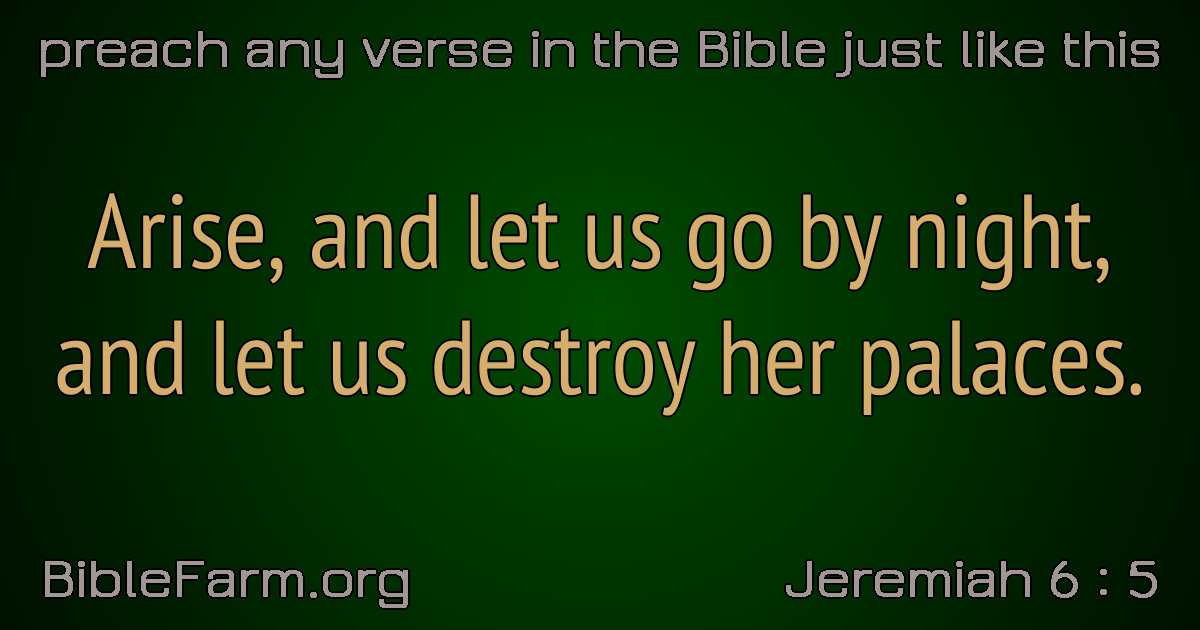 preach any verse in the Bible just like this
Arise, and let us go by night,
and let us destroy her palaces.
BibleFarm.org
Jeremiah 6 : 5